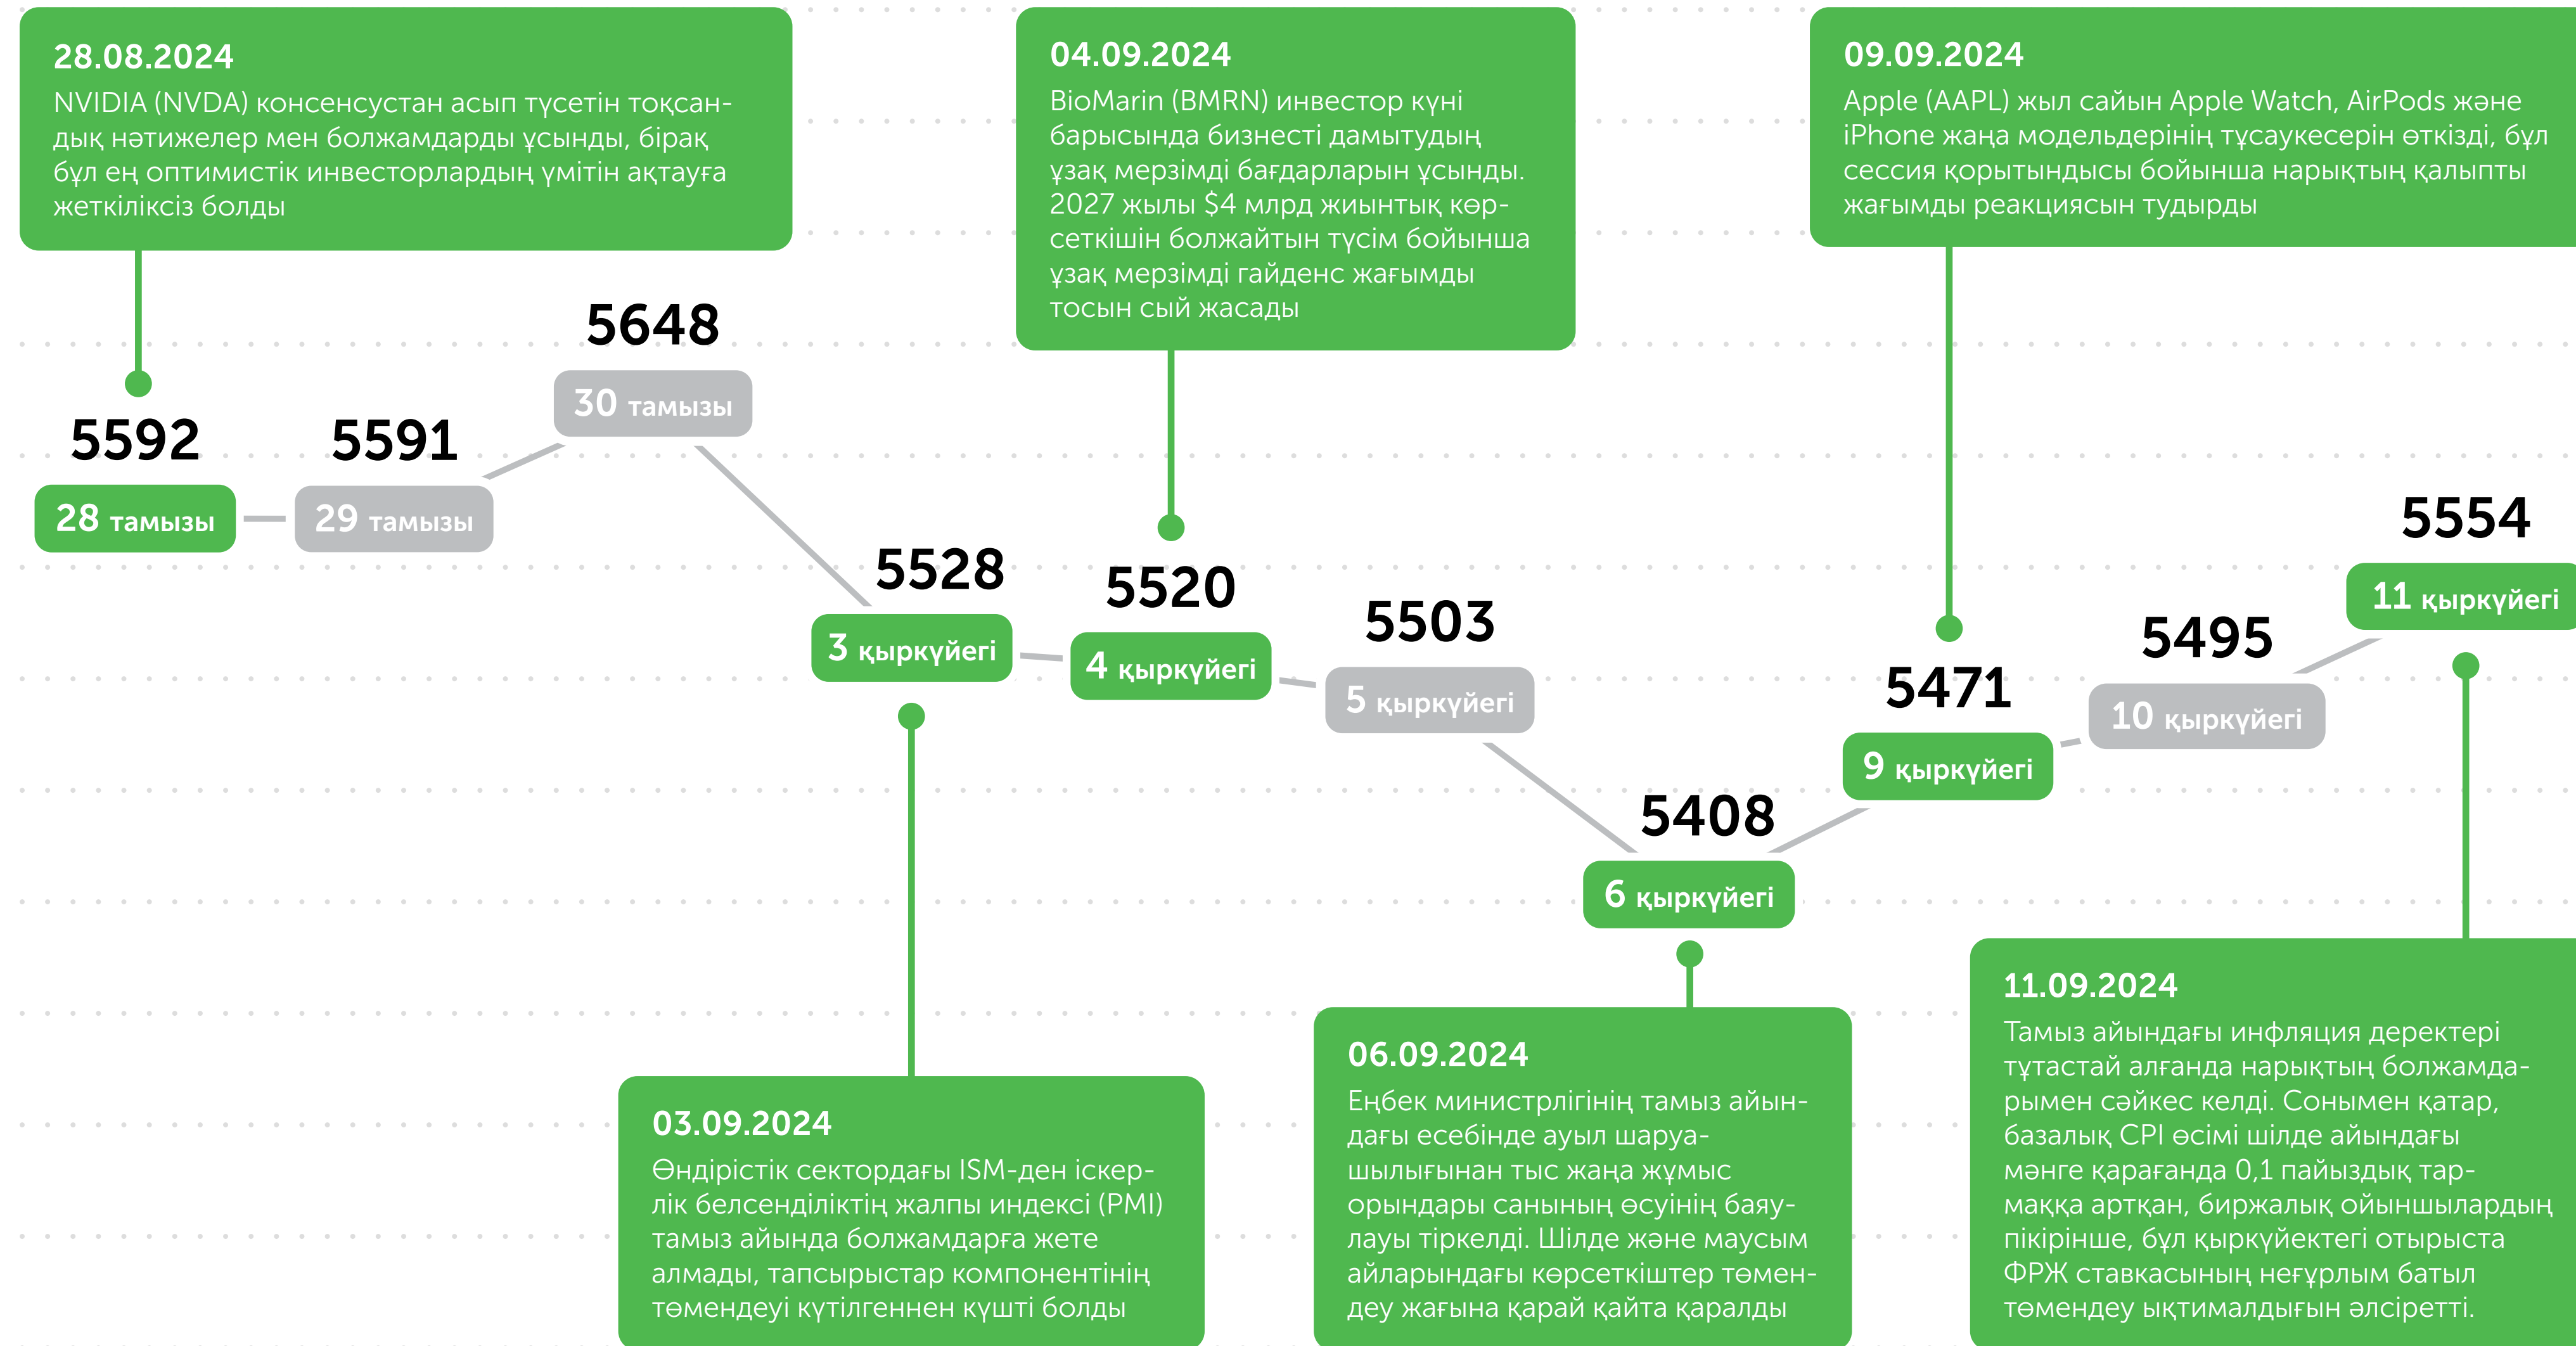 28.08.2024
NVIDIA (NVDA) консенсустан асып түсетін тоқсан-
дық нәтижелер мен болжамдарды ұсынды, бірақ
бұл ең оптимистік инвесторлардың үмітін ақтауға
жеткіліксіз болды
04.09.2024
BioMarin (BMRN) инвестор күні
барысында бизнесті дамытудың
ұзақ мерзімді бағдарларын ұсынды.
2027 жылы $4 млрд жиынтық көр-
сеткішін болжайтын түсім бойынша
ұзақ мерзімді гайденс жағымды
тосын сый жасады
09.09.2024
Apple (AAPL) жыл сайын Apple Watch, AirPods және
iPhone жаңа модельдерінің тұсаукесерін өткізді, бұл
сессия қорытындысы бойынша нарықтың қалыпты
жағымды реакциясын тудырды
5592
28 тамызы
5591
29 тамызы
5648
30 тамызы
5528
3 қыркүйегі
5520
4 қыркүйегі
5503
5 қыркүйегі
5408
6 қыркүйегі
5471
9 қыркүйегі
5495
10 қыркүйегі
5554
11 қыркүйегі
03.09.2024
Өндірістік сектордағы ISM-ден іскер-
лік белсенділіктің жалпы индексі (PMI)
тамыз айында болжамдарға жете
алмады, тапсырыстар компонентінің
төмендеуі күтілгеннен күшті болды
06.09.2024
Еңбек министрлігінің тамыз айын-
дағы есебінде ауыл шаруа-
шылығынан тыс жаңа жұмыс
орындары санының өсуінің баяу-
лауы тіркелді. Шілде және маусым
айларындағы көрсеткіштер төмен-
деу жағына қарай қайта қаралды
11.09.2024
Тамыз айындағы инфляция деректері
тұтастай алғанда нарықтың болжамда-
рымен сәйкес келді. Сонымен қатар,
базалық CPI өсімі шілде айындағы
мәнге қарағанда 0,1 пайыздық тар-
маққа артқан, биржалық ойыншылардың
пікірінше, бұл қыркүйектегі отырыста
ФРЖ ставкасының неғұрлым батыл
төмендеу ықтималдығын әлсіретті.